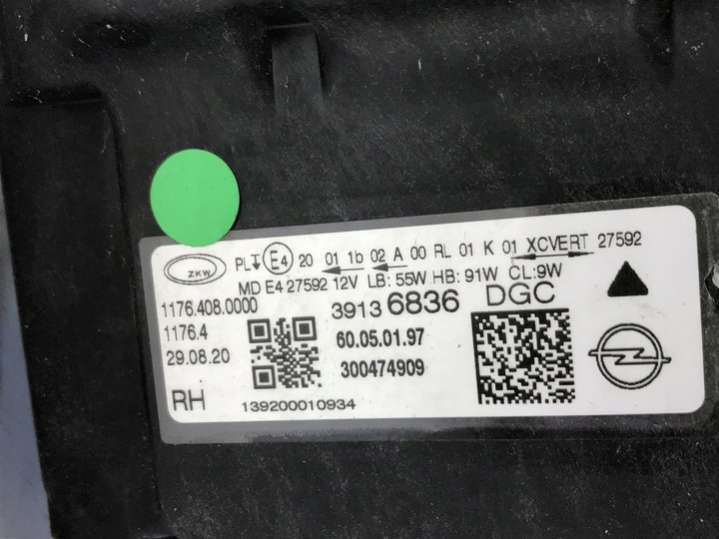 ZKW PL E4 20 01 1b 02 A 00 RL 01 K 01 XCVERT 27592
MD E4 27592 12V LB: 55W HB: 91W CL:9W
1176.408.0000 39136836 DGC
1176.4 60.05.01.97
29.08.20 300474909
RH 139200010934